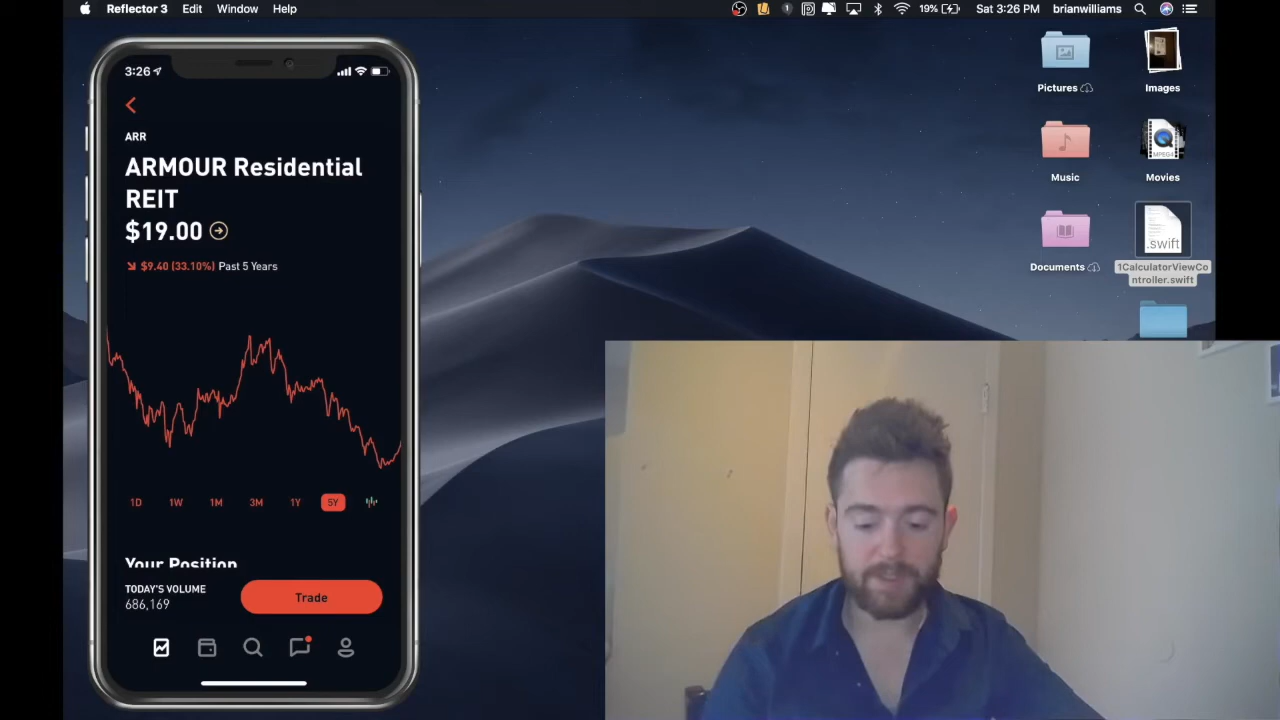 Reflector 3 Edit Window Help 19% Sat 3:26 PM brianwilliams
3:26
ARR
ARMOUR Residential
REIT
$19.00
$9.40 (33.10%) Past 5 Years
1D 1W 1M 3M 1Y 5Y
Your Position
TODAY'S VOLUME
686,169
Trade
Pictures
Images
Music
MPEG4
Movies
Documents
.swift
1CalculatorViewCo
ntroller.swift